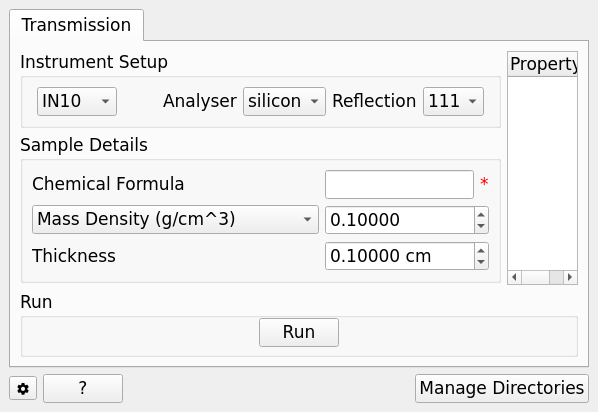 Transmission
Instrument Setup
IN10 Analyser silicon Reflection 111
Property
Sample Details
Chemical Formula *
Mass Density (g/cm^3) 0.10000
Thickness 0.10000 cm
Run
Run
? Manage Directories